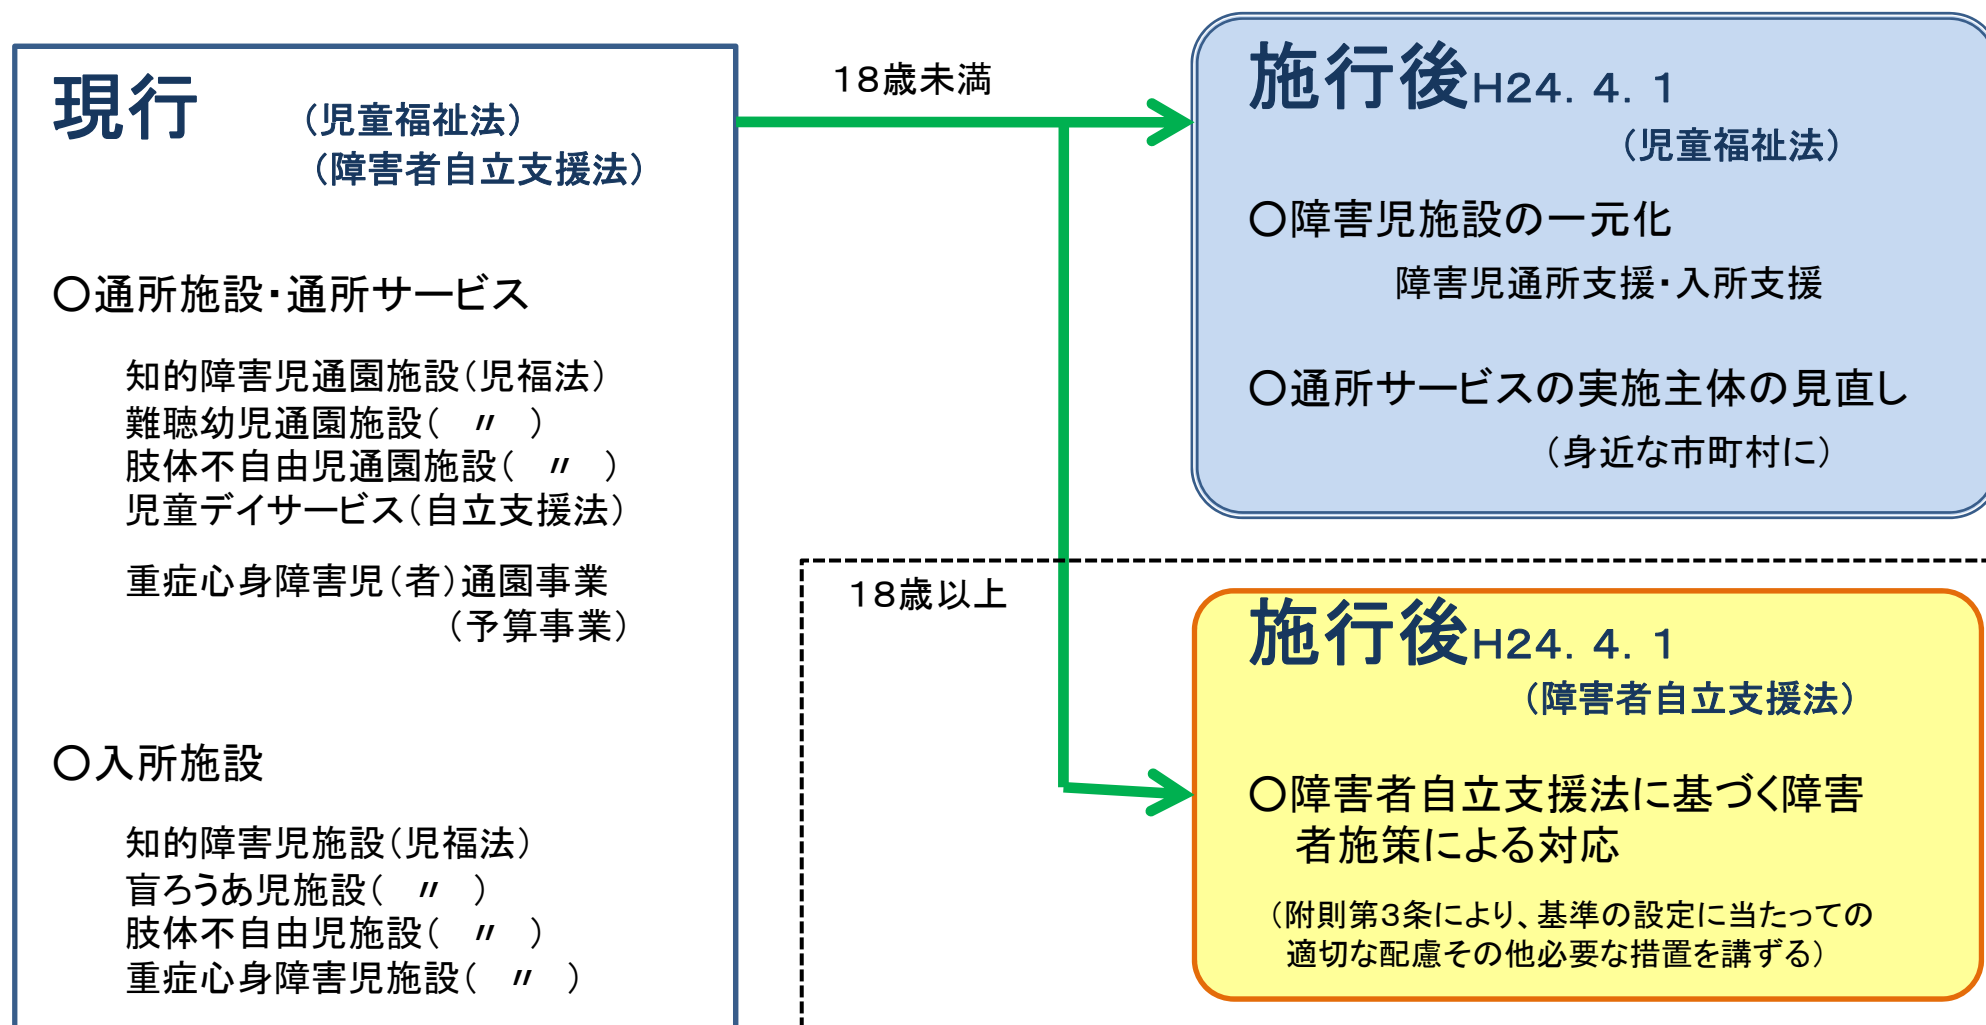 現行 (児童福祉法)
(障害者自立支援法)
○通所施設・通所サービス
知的障害児通園施設(児福法)
難聴幼児通園施設( 〃 )
肢体不自由児通園施設( 〃 )
児童デイサービス(自立支援法)
重症心身障害児(者)通園事業
(予算事業)
○入所施設
知的障害児施設(児福法)
盲ろうあ児施設( 〃 )
肢体不自由児施設( 〃 )
重症心身障害児施設( 〃 )
18歳未満
施行後H24.4.1
(児童福祉法)
○障害児施設の一元化
障害児通所支援・入所支援
○通所サービスの実施主体の見直し
(身近な市町村に)
18歳以上
施行後H24.4.1
(障害者自立支援法)
○障害者自立支援法に基づく障害
者施策による対応
(附則第3条により、基準の設定に当たっての
適切な配慮その他必要な措置を講ずる)